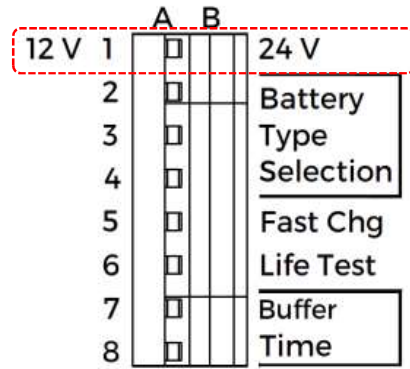 A B
12 V 1 24 V
2 Battery
3 Type
4 Selection
5 Fast Chg
6 Life Test
7 Buffer
8 Time